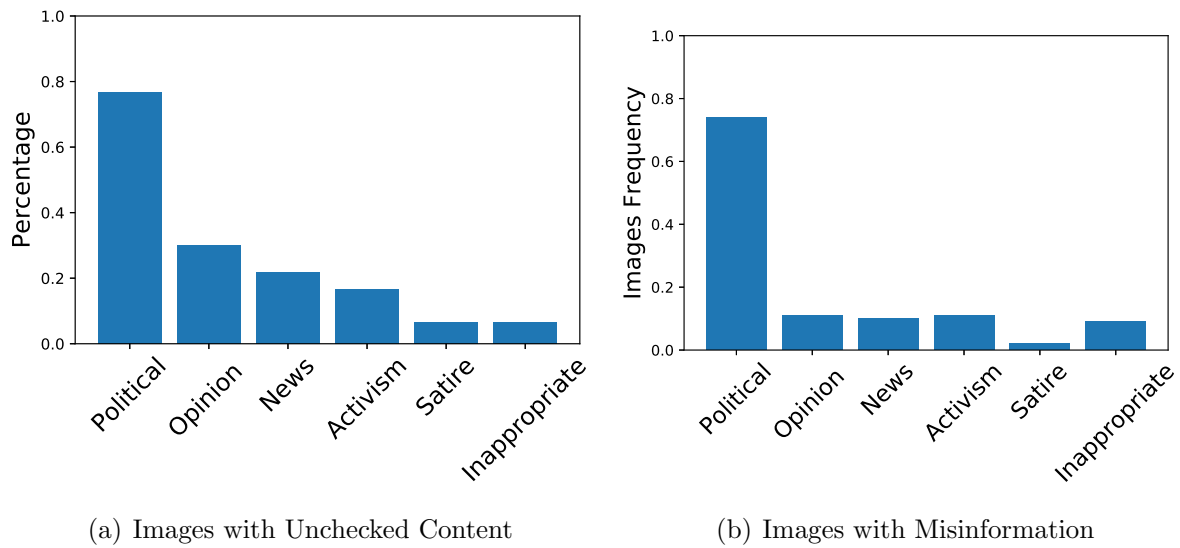 Percentage
1.0
0.8
0.6
0.4
0.2
0.0
Political
Opinion
News
Activism
Satire
Inappropriate
(a) Images with Unchecked Content
Images Frequency
1.0
0.8
0.6
0.4
0.2
0.0
Political
Opinion
News
Activism
Satire
Inappropriate
(b) Images with Misinformation